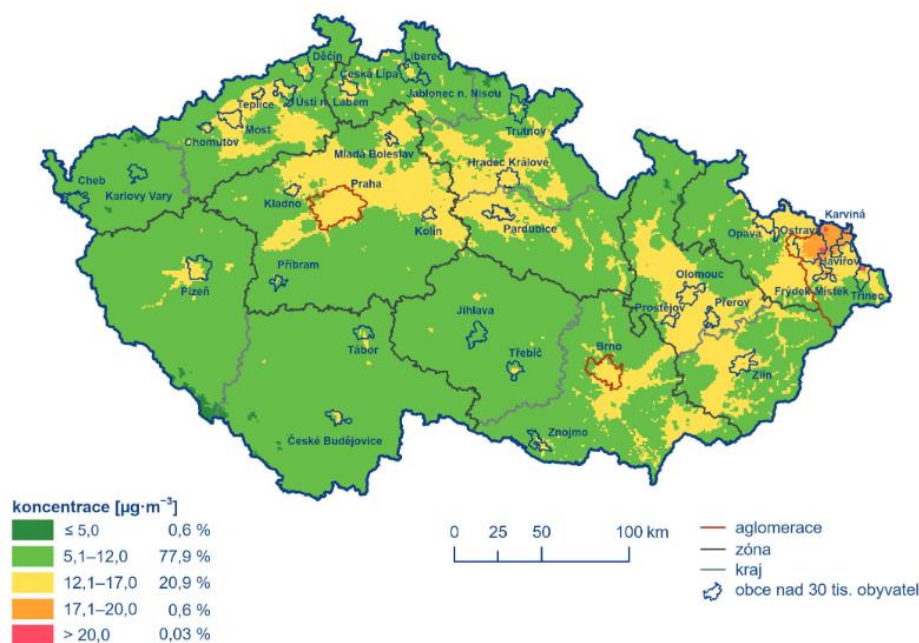 Děčín
Liberec
Česká Lípa
Teplice
Ústí n. Labem
Jablonec n. Nisou
Most
Chomutov
Trutnov
Mladá Boleslav
Hradec Králové
Cheb
Karlovy Vary
Praha
Kladno
Kolín
Pardubice
Karviná
Opava
Ostrava
Havířov
Příbram
Plzeň
Olomouc
Frýdek Místek
Třinec
Prostějov
Přerov
Jihlava
Brno
Tábor
Třebíč
Zlín
České Budějovice
Znojmo
koncentrace [µg·m⁻³]
≤ 5,0 0,6 %
5,1–12,0 77,9 %
12,1–17,0 20,9 %
17,1–20,0 0,6 %
> 20,0 0,03 %
0 25 50 100 km
aglomerace
zóna
kraj
obce nad 30 tis. obyvatel